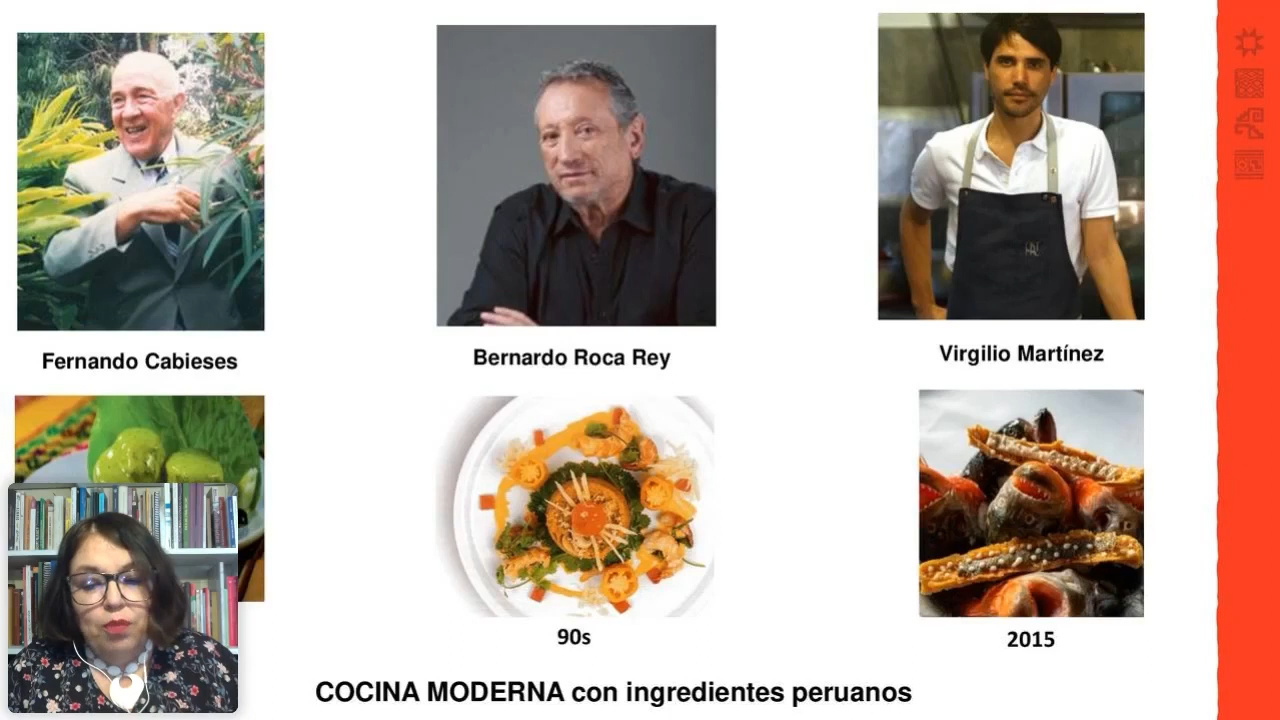 Fernando Cabieses
Bernardo Roca Rey
Virgilio Martínez
90s
2015
COCINA MODERNA con ingredientes peruanos